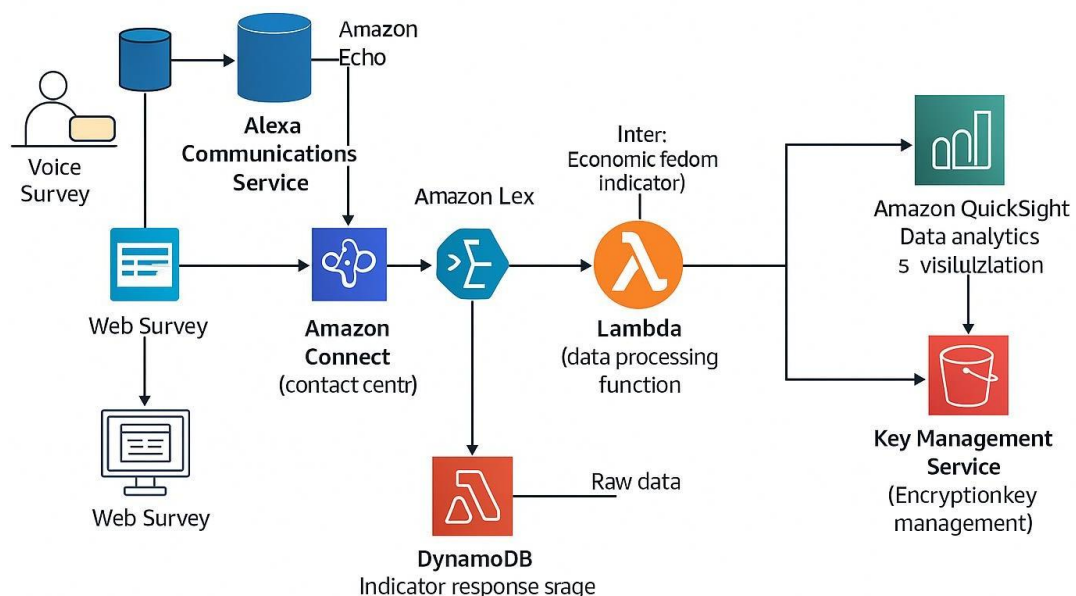 Amazon
Echo
Alexa
Communications
Service
Voice
Survey
Inter:
Economic fedom
indicator)
Amazon Lex
Amazon QuickSight
Data analytics
5 visilulzlation
Web Survey
Amazon
Connect
(contact centr)
Lambda
(data processing
function
Key Management
Service
(Encryptionkey
management)
Web Survey
Raw data
DynamoDB
Indicator response srage